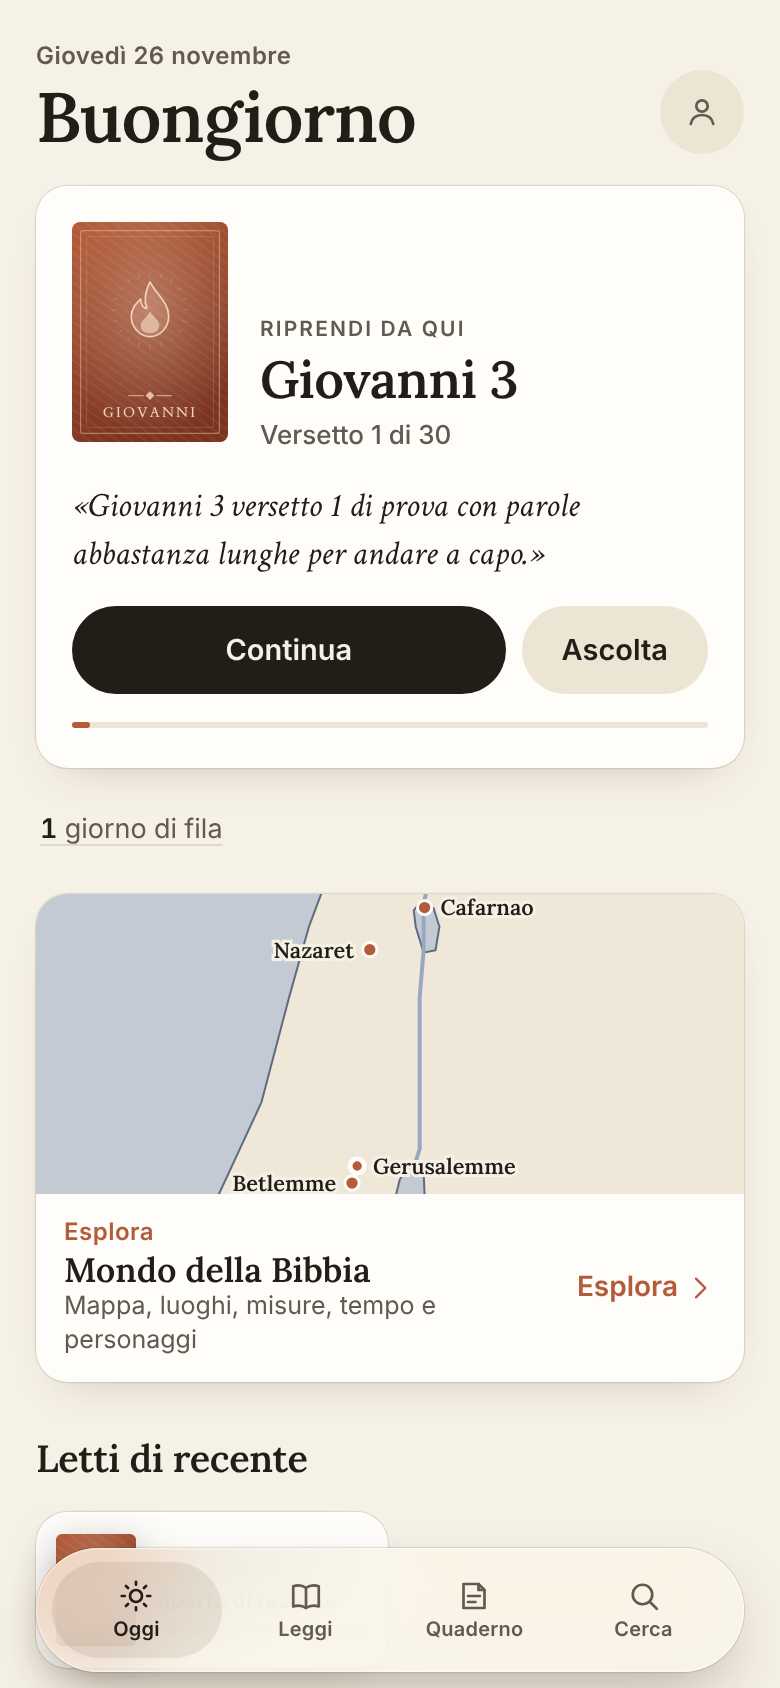 Giovedì 26 novembre
Buongiorno
GIOVANNI
RIPRENDI DA QUI
Giovanni 3
Versetto 1 di 30
«Giovanni 3 versetto 1 di prova con parole
abbastanza lunghe per andare a capo.»
Continua
Ascolta
1 giorno di fila
Cafarnao
Nazaret
Gerusalemme
Betlemme
Esplora
Mondo della Bibbia
Mappa, luoghi, misure, tempo e
personaggi
Esplora
Letti di recente
Oggi
Leggi
Quaderno
Cerca